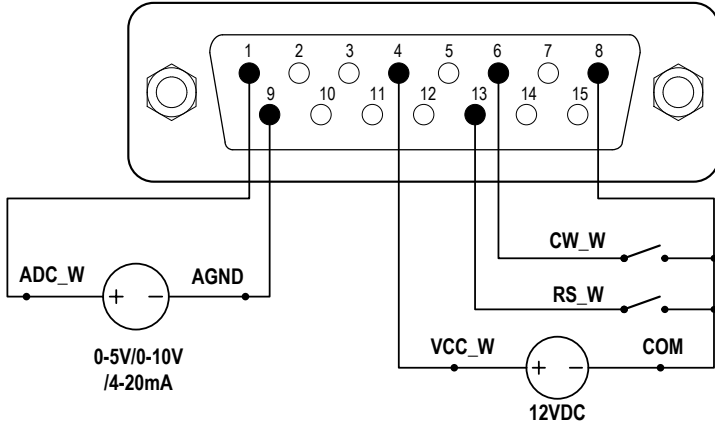 1 2 3 4 5 6 7 8
9 10 11 12 13 14 15
CW_W
ADC_W AGND
RS_W
+ −
0-5V/0-10V
/4-20mA
VCC_W COM
+ −
12VDC